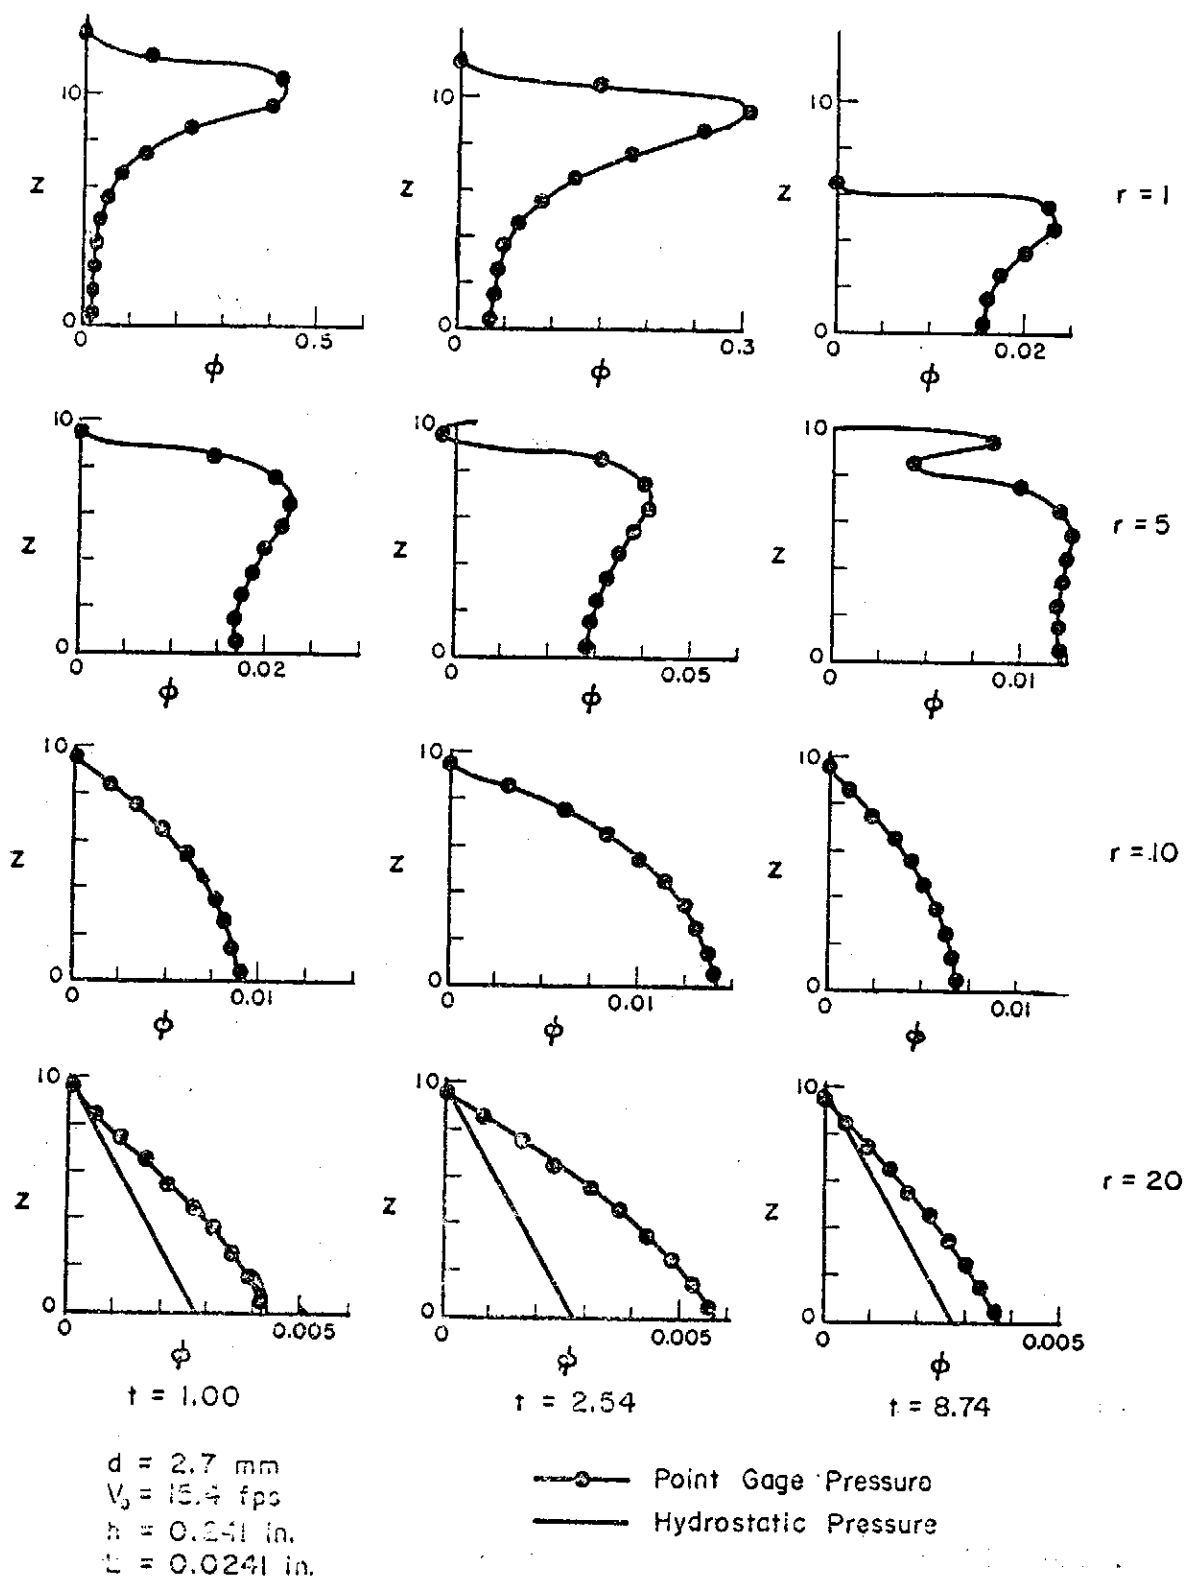 10
Z
0
0 0.5
φ
10
Z
0
0 0.3
φ
10
Z
0
0 0.02
φ
r = 1
10
Z
0
0 0.02
φ
10
Z
0
0 0.05
φ
10
Z
0
0 0.01
φ
r = 5
10
Z
0
0 0.01
φ
10
Z
0
0 0.01
φ
10
Z
0
0 0.01
φ
r = 10
10
Z
0
0 0.005
φ
t = 1.00
10
Z
0
0 0.005
φ
t = 2.54
10
Z
0
0 0.005
φ
t = 8.74
r = 20
d = 2.7 mm
V₀ = 15.4 fps
h = 0.241 in.
L = 0.0241 in.
Point Gage Pressure
Hydrostatic Pressure